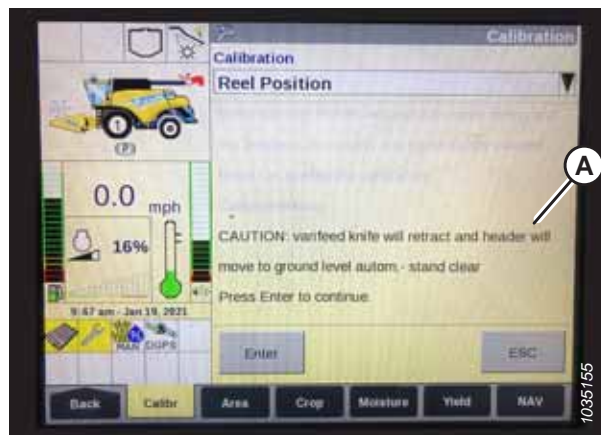 Calibration
Calibration
Reel Position
A
0.0 mph
16%
CAUTION: varifeed knife will retract and header will
move to ground level autom.- stand clear
Press Enter to continue.
9:47 am - Jan 19, 2021
MAN DGPS
Enter
ESC
Back
Calibr
Area
Crop
Moisture
Yield
NAV
1035155